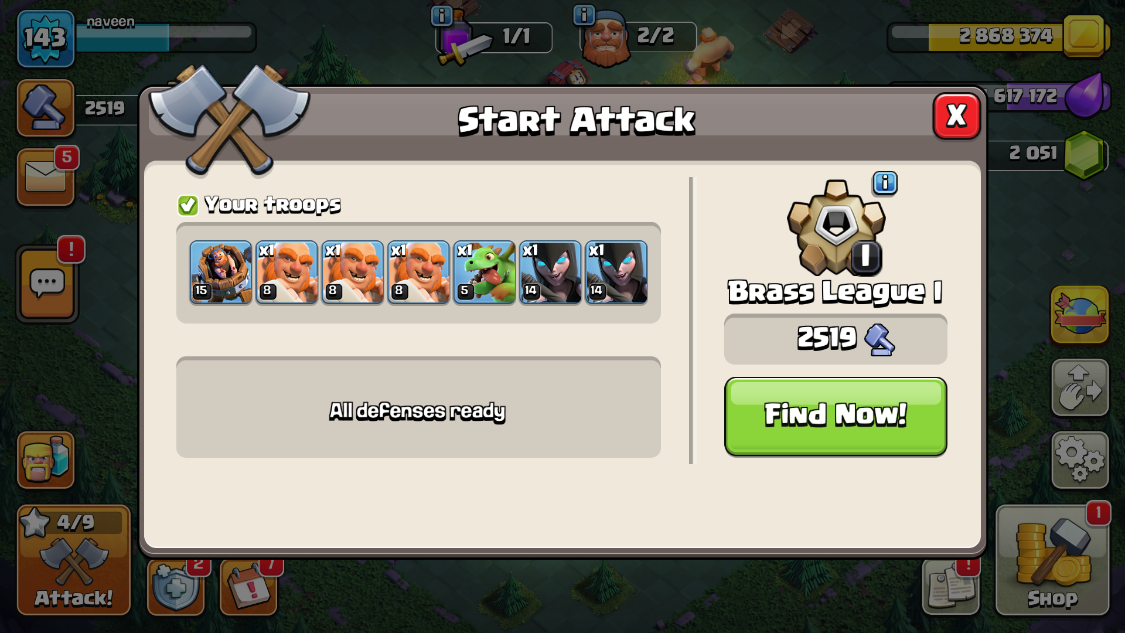 143
naveen
1/1
2/2
2 868 374
2519
617 172
2 051
5
!
Start Attack
X
Your troops
15
x1 8
x1 8
x1 8
x1 5
x1 14
x1 14
All defenses ready
I
Brass League I
2519
Find Now!
4/9
Attack!
2
7
!
1
Shop